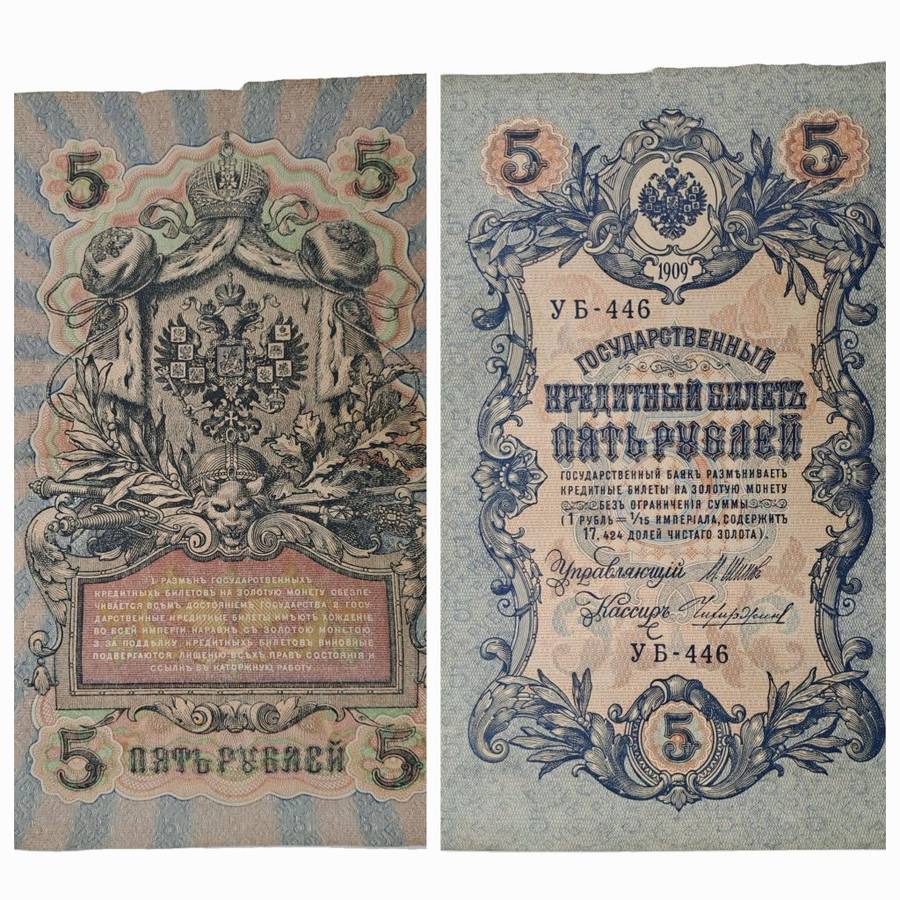 5 5
1. РАЗМѢНЪ ГОСУДАРСТВЕННЫХЪ
КРЕДИТНЫХЪ БИЛЕТОВЪ НА ЗОЛОТУЮ МОНЕТУ ОБЕЗПЕ-
ЧИВАЕТСЯ ВСѢМЪ ДОСТОЯНІЕМЪ ГОСУДАРСТВА. 2. ГОСУ-
ДАРСТВЕННЫЕ КРЕДИТНЫЕ БИЛЕТЫ ИМѢЮТЪ ХОЖДЕНІЕ
ВО ВСЕЙ ИМПЕРІИ НАРАВНѢ СЪ ЗОЛОТОЮ МОНЕТОЮ.
3. ЗА ПОДДѢЛКУ КРЕДИТНЫХЪ БИЛЕТОВЪ ВИНОВНЫЕ
ПОДВЕРГАЮТСЯ ЛИШЕНІЮ ВСѢХЪ ПРАВЪ СОСТОЯНІЯ И
ССЫЛКѢ ВЪ КАТОРЖНУЮ РАБОТУ.
5 ПЯТЬ РУБЛЕЙ 5
5 5
1909
УБ-446
ГОСУДАРСТВЕННЫЙ
КРЕДИТНЫЙ БИЛЕТЪ
ПЯТЬ РУБЛЕЙ
ГОСУДАРСТВЕННЫЙ БАНКЪ РАЗМѢНИВАЕТЪ
КРЕДИТНЫЕ БИЛЕТЫ НА ЗОЛОТУЮ МОНЕТУ
БЕЗЪ ОГРАНИЧЕНІЯ СУММЫ
(1 РУБЛЬ = 1/15 ИМПЕРІАЛА, СОДЕРЖИТЪ
17,424 ДОЛЕЙ ЧИСТАГО ЗОЛОТА).
Управляющій И. Шиповъ
Кассиръ
УБ-446
5